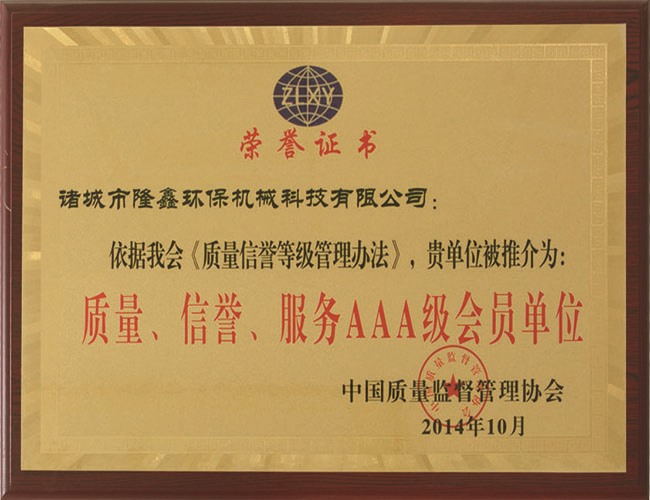 ZLXY
荣誉证书
诸城市隆鑫环保机械科技有限公司：
依据我会《质量信誉等级管理办法》，贵单位被推介为：
质量、信誉、服务AAA级会员单位
中国质量监督管理协会
2014年10月